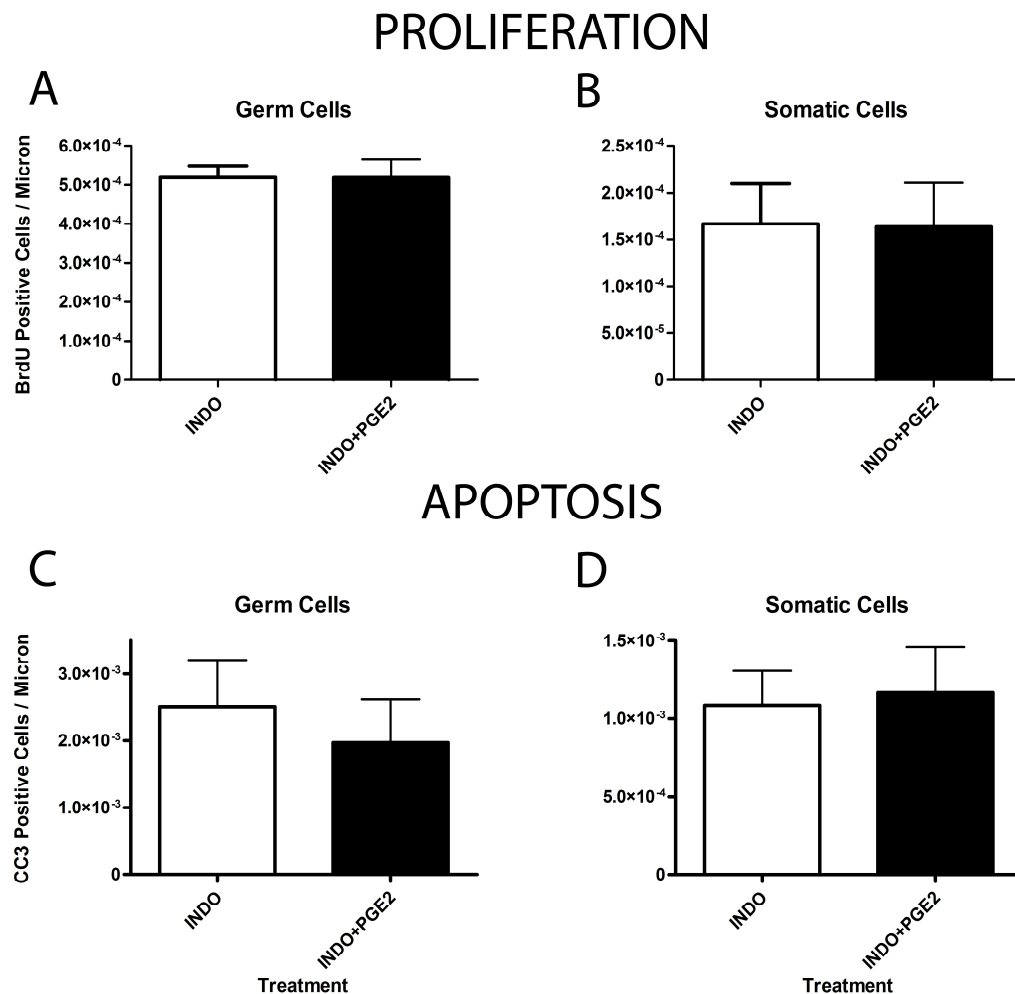 PROLIFERATION
A
Germ Cells
BrdU Positive Cells / Micron
6.0×10⁻⁴
5.0×10⁻⁴
4.0×10⁻⁴
3.0×10⁻⁴
2.0×10⁻⁴
1.0×10⁻⁴
0
INDO
INDO+PGE2
B
Somatic Cells
2.5×10⁻⁴
2.0×10⁻⁴
1.5×10⁻⁴
1.0×10⁻⁴
5.0×10⁻⁵
0
INDO
INDO+PGE2
APOPTOSIS
C
Germ Cells
CC3 Positive Cells / Micron
3.0×10⁻³
2.0×10⁻³
1.0×10⁻³
0
INDO
INDO+PGE2
Treatment
D
Somatic Cells
1.5×10⁻³
1.0×10⁻³
5.0×10⁻⁴
0
INDO
INDO+PGE2
Treatment